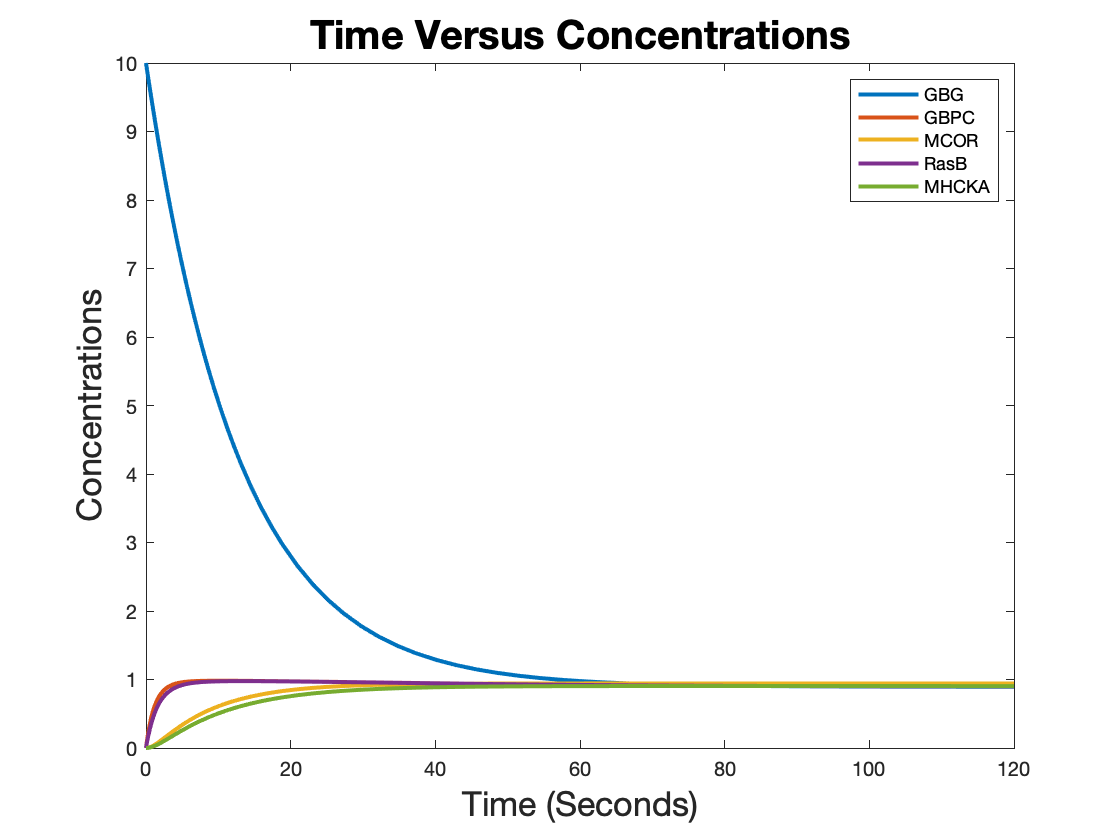 Time Versus Concentrations
10
9
8
7
6
5
4
3
2
1
0
Concentrations
GBG
GBPC
MCOR
RasB
MHCKA
0 20 40 60 80 100 120
Time (Seconds)